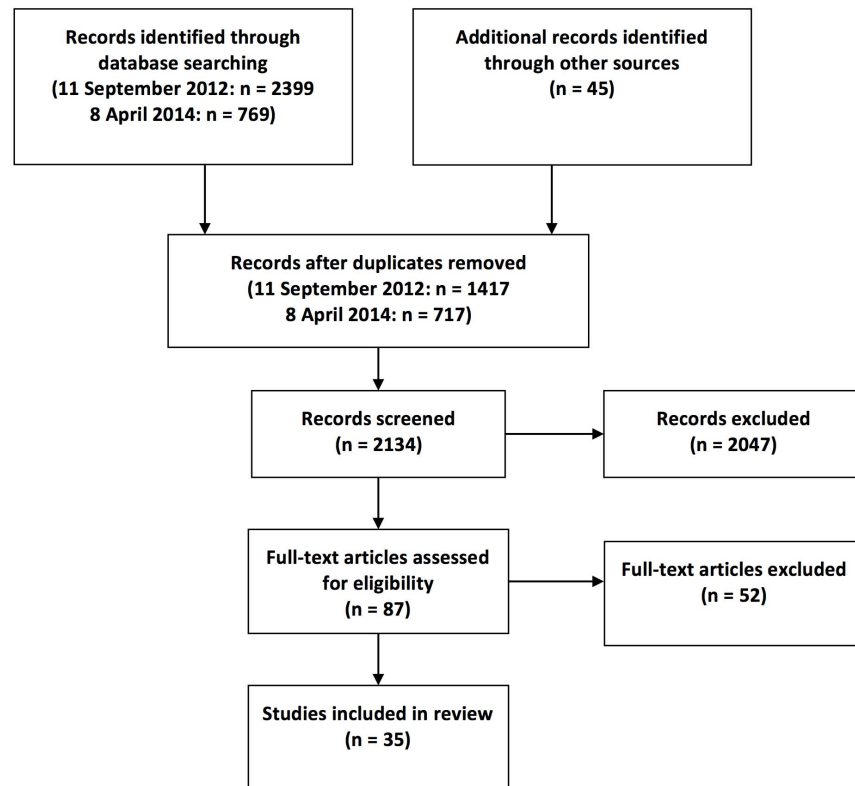 Records identified through
database searching
(11 September 2012: n = 2399
8 April 2014: n = 769)
Additional records identified
through other sources
(n = 45)
Records after duplicates removed
(11 September 2012: n = 1417
8 April 2014: n = 717)
Records screened
(n = 2134)
Records excluded
(n = 2047)
Full-text articles assessed
for eligibility
(n = 87)
Full-text articles excluded
(n = 52)
Studies included in review
(n = 35)